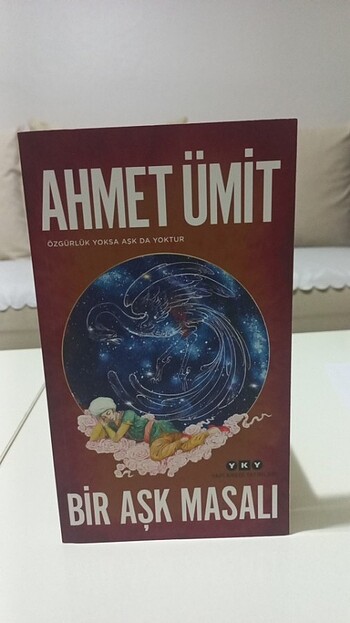 AHMET ÜMİT
ÖZGÜRLÜK YOKSA AŞK DA YOKTUR
YKY
BİR AŞK MASALI